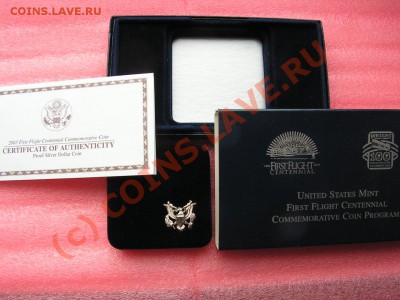 COINS.LAVE.RU
2003 First Flight Centennial Commemorative Coin
CERTIFICATE OF AUTHENTICITY
Proof Silver Dollar Coin
FIRST FLIGHT
CENTENNIAL
100
UNITED STATES MINT
FIRST FLIGHT CENTENNIAL
COMMEMORATIVE COIN PROGRAM
(c) COINS.LAVE.RU